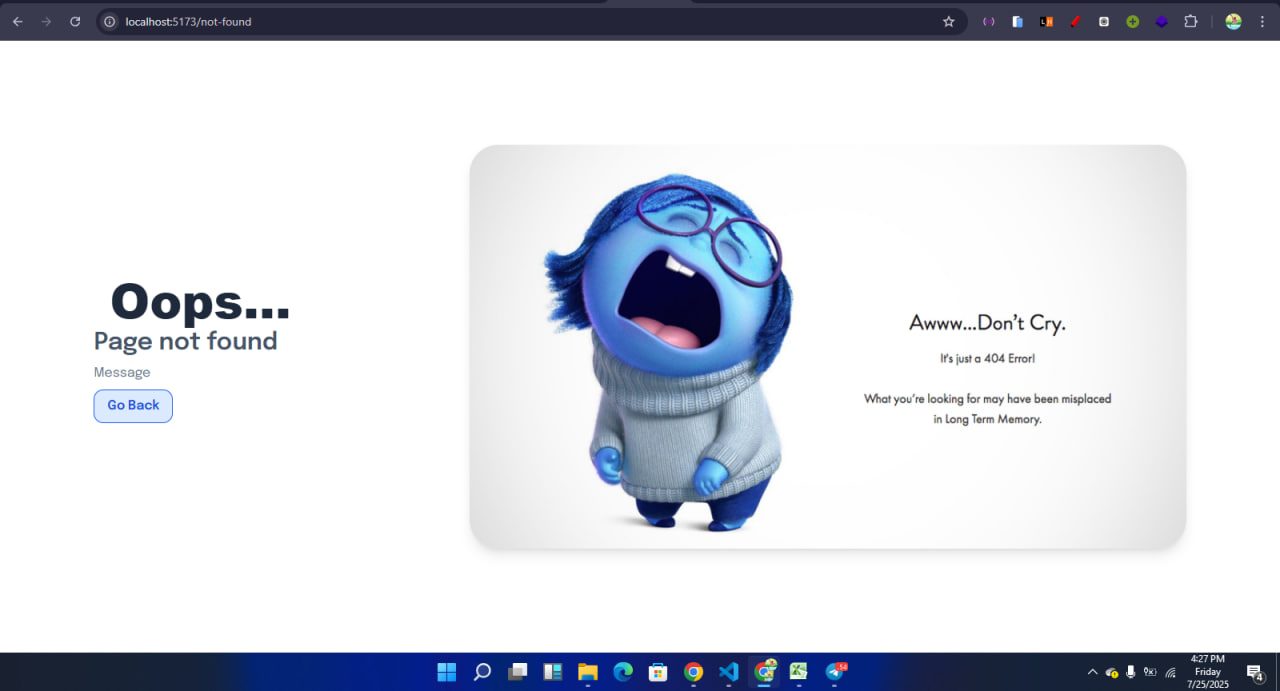 localhost:5173/not-found
Oops...
Page not found
Message
Go Back
Awww...Don't Cry.
It's just a 404 Error!
What you're looking for may have been misplaced
in Long Term Memory.
54
4:27 PM
Friday
7/25/2025
4